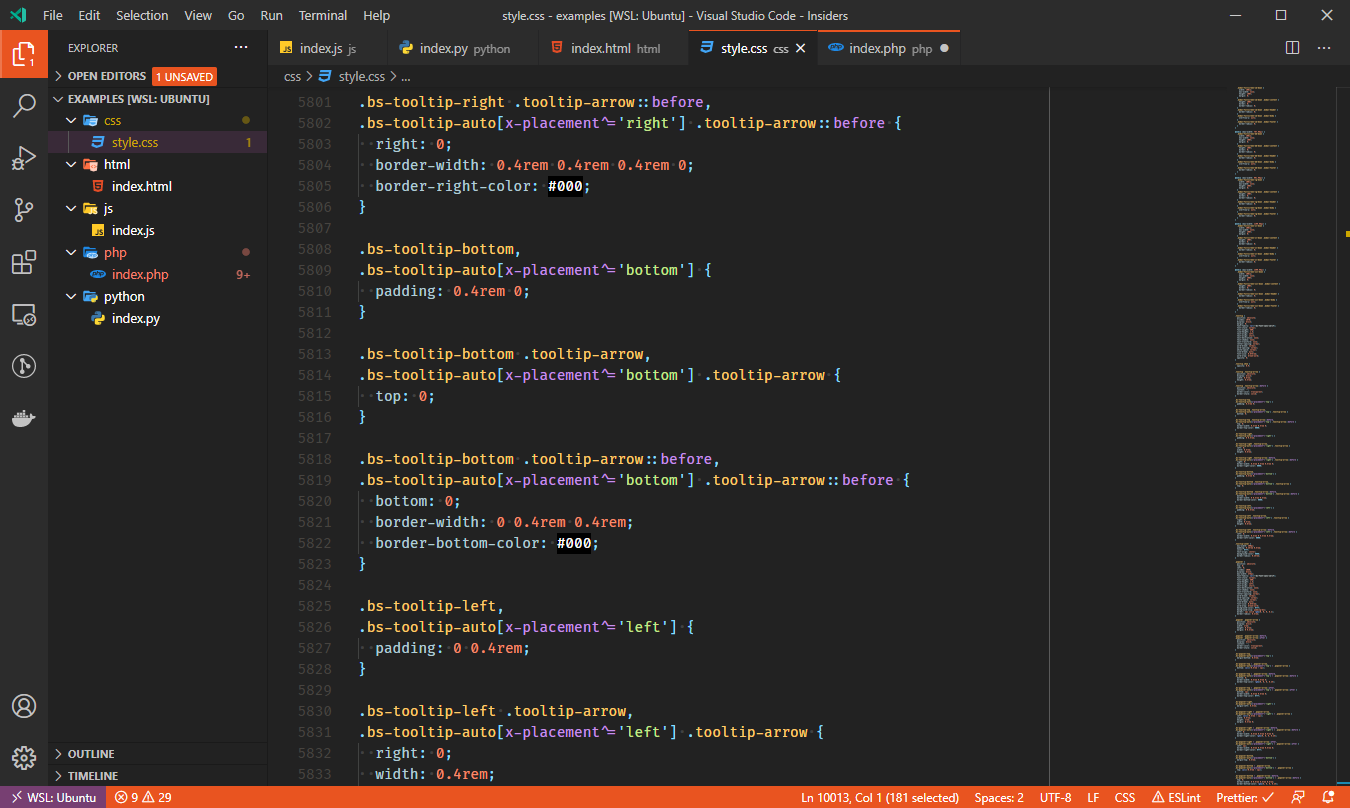 File Edit Selection View Go Run Terminal Help style.css - examples [WSL: Ubuntu] - Visual Studio Code - Insiders
EXPLORER ···
index.js js index.py python index.html html style.css css index.php php
1
OPEN EDITORS 1 UNSAVED
css > style.css > ...
EXAMPLES [WSL: UBUNTU]
css
style.css 1
html
index.html
js
index.js
php
index.php 9+
python
index.py
5801 .bs-tooltip-right .tooltip-arrow::before,
5802 .bs-tooltip-auto[x-placement^='right'] .tooltip-arrow::before {
5803 right: 0;
5804 border-width: 0.4rem 0.4rem 0.4rem 0;
5805 border-right-color: #000;
5806 }
5807
5808 .bs-tooltip-bottom,
5809 .bs-tooltip-auto[x-placement^='bottom'] {
5810 padding: 0.4rem 0;
5811 }
5812
5813 .bs-tooltip-bottom .tooltip-arrow,
5814 .bs-tooltip-auto[x-placement^='bottom'] .tooltip-arrow {
5815 top: 0;
5816 }
5817
5818 .bs-tooltip-bottom .tooltip-arrow::before,
5819 .bs-tooltip-auto[x-placement^='bottom'] .tooltip-arrow::before {
5820 bottom: 0;
5821 border-width: 0 0.4rem 0.4rem;
5822 border-bottom-color: #000;
5823 }
5824
5825 .bs-tooltip-left,
5826 .bs-tooltip-auto[x-placement^='left'] {
5827 padding: 0 0.4rem;
5828 }
5829
5830 .bs-tooltip-left .tooltip-arrow,
5831 .bs-tooltip-auto[x-placement^='left'] .tooltip-arrow {
5832 right: 0;
5833 width: 0.4rem;
OUTLINE
TIMELINE
WSL: Ubuntu 9 29 Ln 10013, Col 1 (181 selected) Spaces: 2 UTF-8 LF CSS ESLint Prettier: ✓